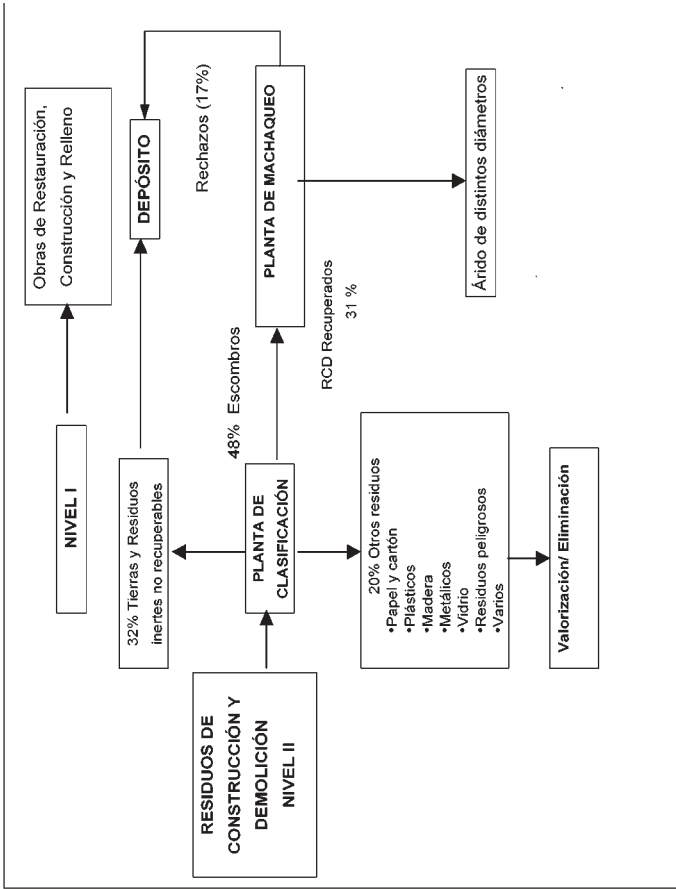 NIVEL I
Obras de Restauración,
Construcción y Relleno
32% Tierras y Residuos
inertes no recuperables
DEPÓSITO
Rechazos (17%)
RESIDUOS DE
CONSTRUCCIÓN Y
DEMOLICIÓN
NIVEL II
PLANTA DE
CLASIFICACIÓN
48% Escombros
PLANTA DE MACHAQUEO
RCD Recuperados
31 %
20% Otros residuos
•Papel y cartón
•Plásticos
•Madera
•Metálicos
•Vidrio
•Residuos peligrosos
•Varios
Árido de distintos diámetros
Valorización/ Eliminación